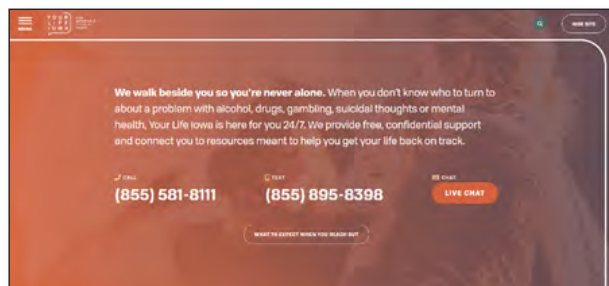 MENU
YOUR
LIFE
IOWA
HIDE SITE
We walk beside you so you're never alone. When you don't know who to turn to
about a problem with alcohol, drugs, gambling, suicidal thoughts or mental
health, Your Life Iowa is here for you 24/7. We provide free, confidential support
and connect you to resources meant to help you get your life back on track.
CALL
TEXT
CHAT
(855) 581-8111
(855) 895-8398
LIVE CHAT
WHAT TO EXPECT WHEN YOU REACH OUT